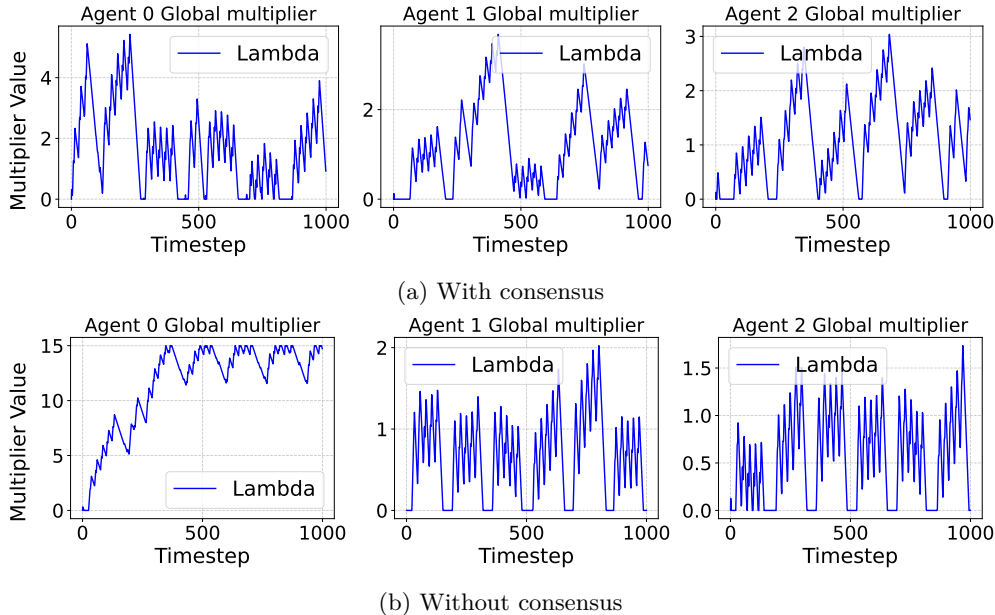 Agent 0 Global multiplier
Agent 1 Global multiplier
Agent 2 Global multiplier
Multiplier Value
4
2
0
Lambda
0
500
1000
Timestep
2
0
Lambda
0
500
1000
Timestep
3
2
1
0
Lambda
0
500
1000
Timestep
(a) With consensus
Agent 0 Global multiplier
Agent 1 Global multiplier
Agent 2 Global multiplier
Multiplier Value
15
10
5
0
Lambda
0
500
1000
Timestep
2
1
0
Lambda
0
500
1000
Timestep
1.5
1.0
0.5
0.0
Lambda
0
500
1000
Timestep
(b) Without consensus